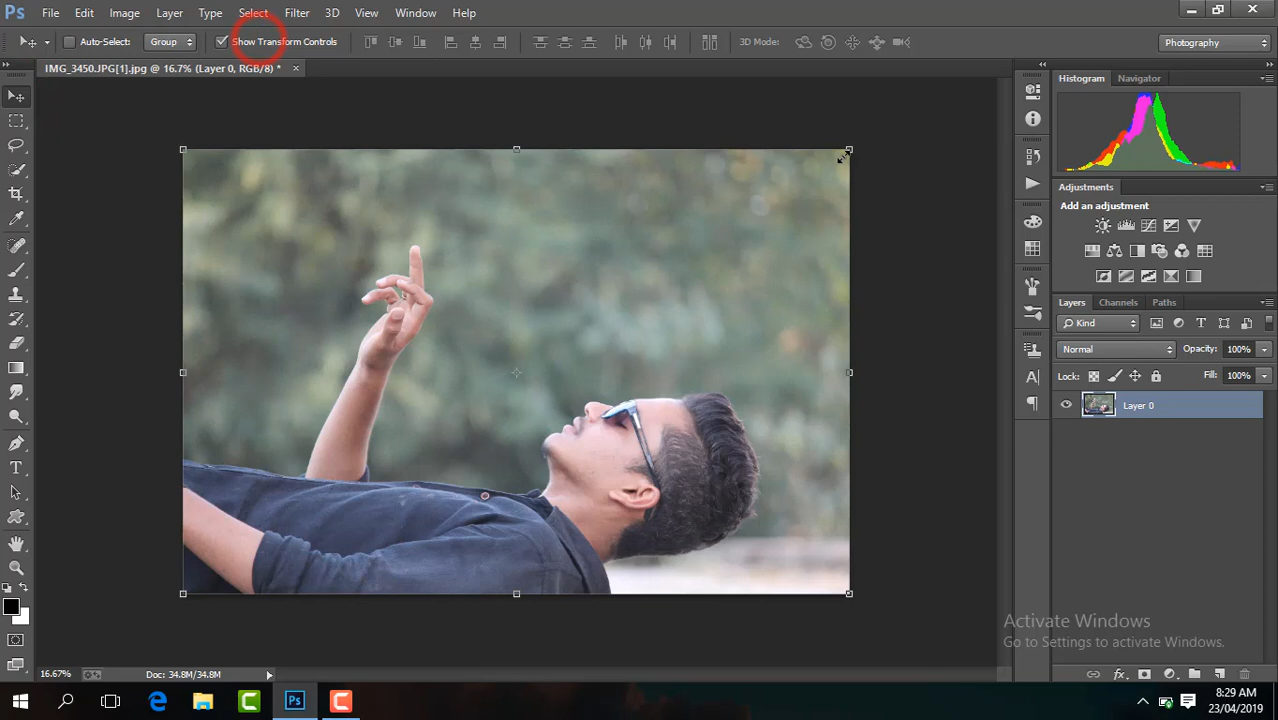 Ps File Edit Image Layer Type Select Filter 3D View Window Help
Auto-Select: Group Show Transform Controls 3D Mode: Photography
IMG_3450.JPG[1].jpg @ 16.7% (Layer 0, RGB/8) *
Histogram Navigator
Adjustments
Add an adjustment
Layers Channels Paths
Kind
Normal Opacity: 100%
Lock: Fill: 100%
Layer 0
Activate Windows
Go to Settings to activate Windows.
16.67% Doc: 34.8M/34.8M
8:29 AM
23/04/2019